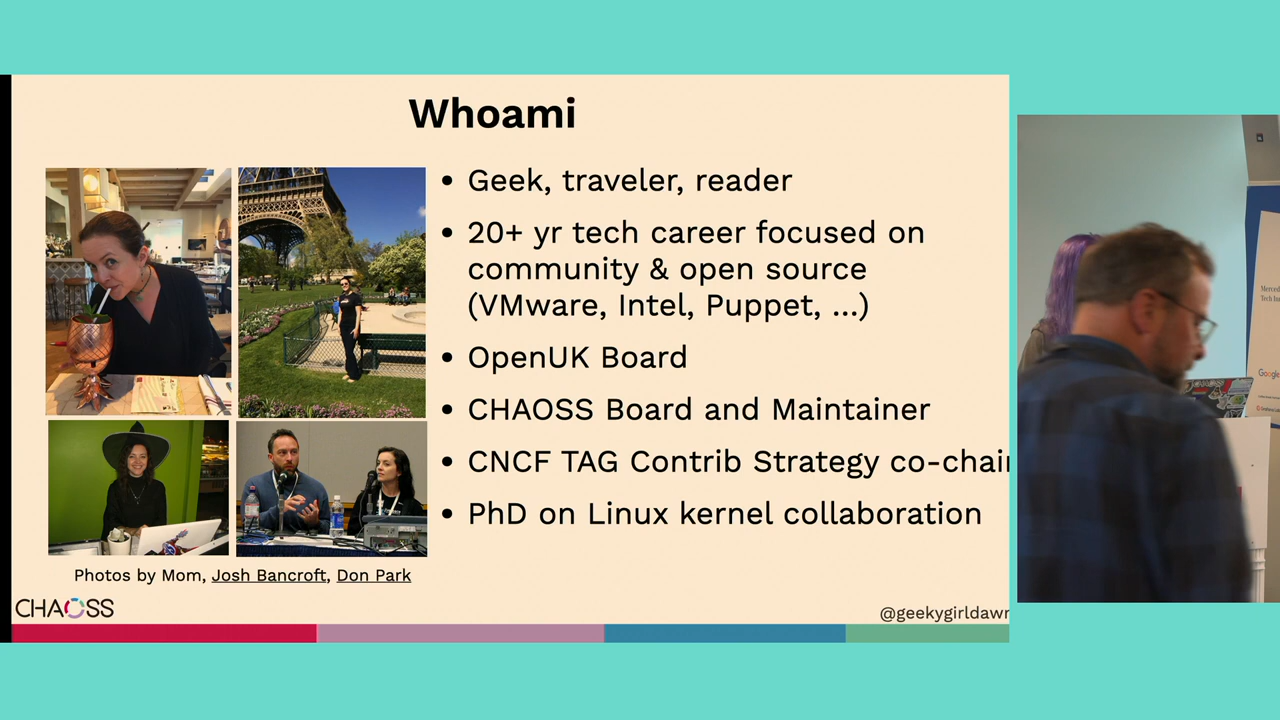 Whoami
Geek, traveler, reader
20+ yr tech career focused on
community & open source
(VMware, Intel, Puppet, ...)
OpenUK Board
CHAOSS Board and Maintainer
CNCF TAG Contrib Strategy co-chair
PhD on Linux kernel collaboration
Photos by Mom, Josh Bancroft, Don Park
CHAOSS
@geekygirldawn
Tech
Google